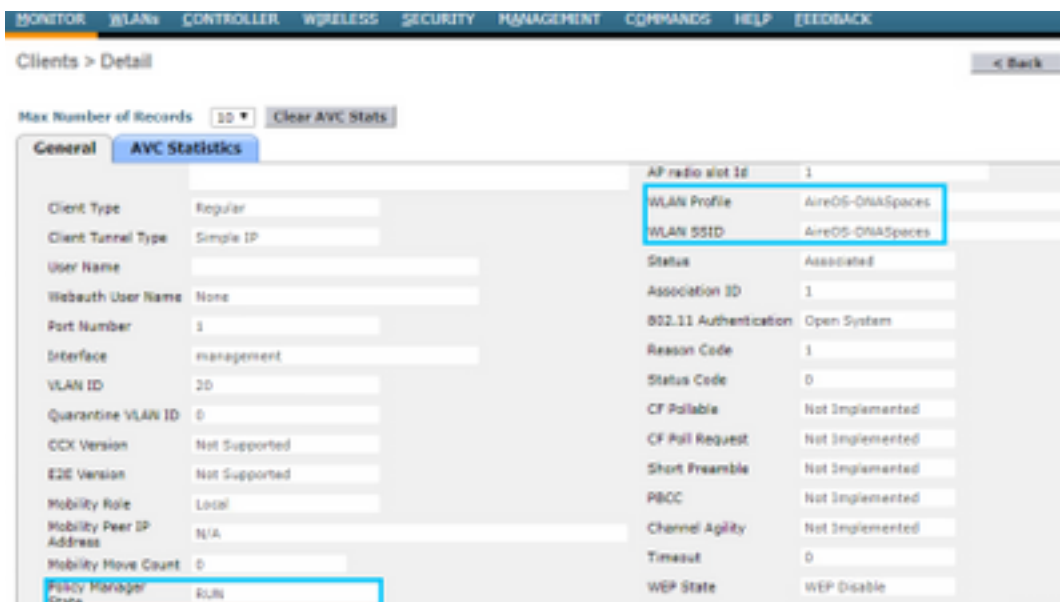 MONITOR WLANs CONTROLLER WIRELESS SECURITY MANAGEMENT COMMANDS HELP FEEDBACK
Clients > Detail
< Back
Max Number of Records 10 Clear AVC Stats
General AVC Statistics
AP radio slot Id 1
Client Type Regular
WLAN Profile AireOS-DNASpaces
Client Tunnel Type Simple IP
WLAN SSID AireOS-DNASpaces
User Name
Status Associated
Webauth User Name None
Association ID 1
Port Number 1
802.11 Authentication Open System
Interface management
Reason Code 1
VLAN ID 20
Status Code 0
Quarantine VLAN ID 0
CF Pollable Not Implemented
CCX Version Not Supported
CF Poll Request Not Implemented
E2E Version Not Supported
Short Preamble Not Implemented
Mobility Role Local
PBCC Not Implemented
Mobility Peer IP
Address N/A
Channel Agility Not Implemented
Mobility Move Count 0
Timeout 0
Policy Manager
State RUN
WEP State WEP Disable